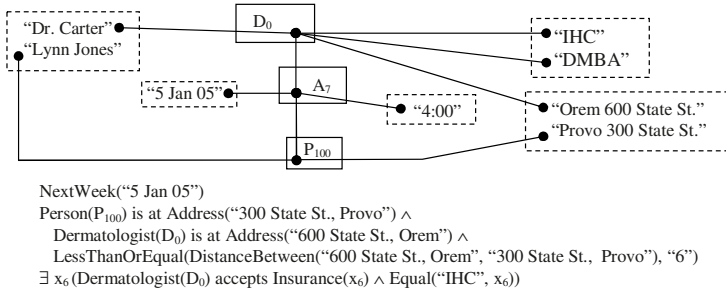 “Dr. Carter”
“Lynn Jones”
D₀
“IHC”
“DMBA”
“5 Jan 05”
A₇
“4:00”
“Orem 600 State St.”
“Provo 300 State St.”
P₁₀₀
NextWeek(“5 Jan 05”)
Person(P₁₀₀) is at Address(“300 State St., Provo”) ∧
Dermatologist(D₀) is at Address(“600 State St., Orem”) ∧
LessThanOrEqual(DistanceBetween(“600 State St., Orem”, “300 State St., Provo”), “6”)
∃ x₆ (Dermatologist(D₀) accepts Insurance(x₆) ∧ Equal(“IHC”, x₆))